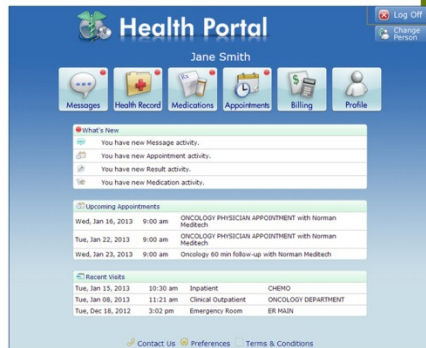 Health Portal
Log Off
Change
Person
Jane Smith
Messages
Health Record
Medications
Appointments
Billing
Profile
What's New
You have new Message activity.
You have new Appointment activity.
You have new Result activity.
You have new Medication activity.
Upcoming Appointments
Wed, Jan 16, 2013 9:00 am ONCOLOGY PHYSICIAN APPOINTMENT with Norman
Meditech
Tue, Jan 22, 2013 9:00 am ONCOLOGY PHYSICIAN APPOINTMENT with Norman
Meditech
Wed, Jan 23, 2013 9:00 am Oncology 60 min follow-up with Norman Meditech
Recent Visits
Tue, Jan 15, 2013 10:30 am Inpatient CHEMO
Tue, Jan 08, 2013 11:21 am Clinical Outpatient ONCOLOGY DEPARTMENT
Tue, Dec 18, 2012 3:02 pm Emergency Room ER MAIN
Contact Us Preferences Terms & Conditions